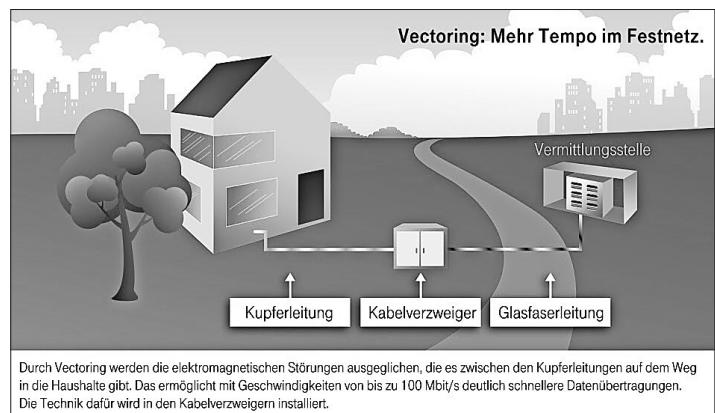 Vectoring: Mehr Tempo im Festnetz.
Vermittlungsstelle
Kupferleitung
Kabelverzweiger
Glasfaserleitung
Durch Vectoring werden die elektromagnetischen Störungen ausgeglichen, die es zwischen den Kupferleitungen auf dem Weg
in die Haushalte gibt. Das ermöglicht mit Geschwindigkeiten von bis zu 100 Mbit/s deutlich schnellere Datenübertragungen.
Die Technik dafür wird in den Kabelverzweigern installiert.